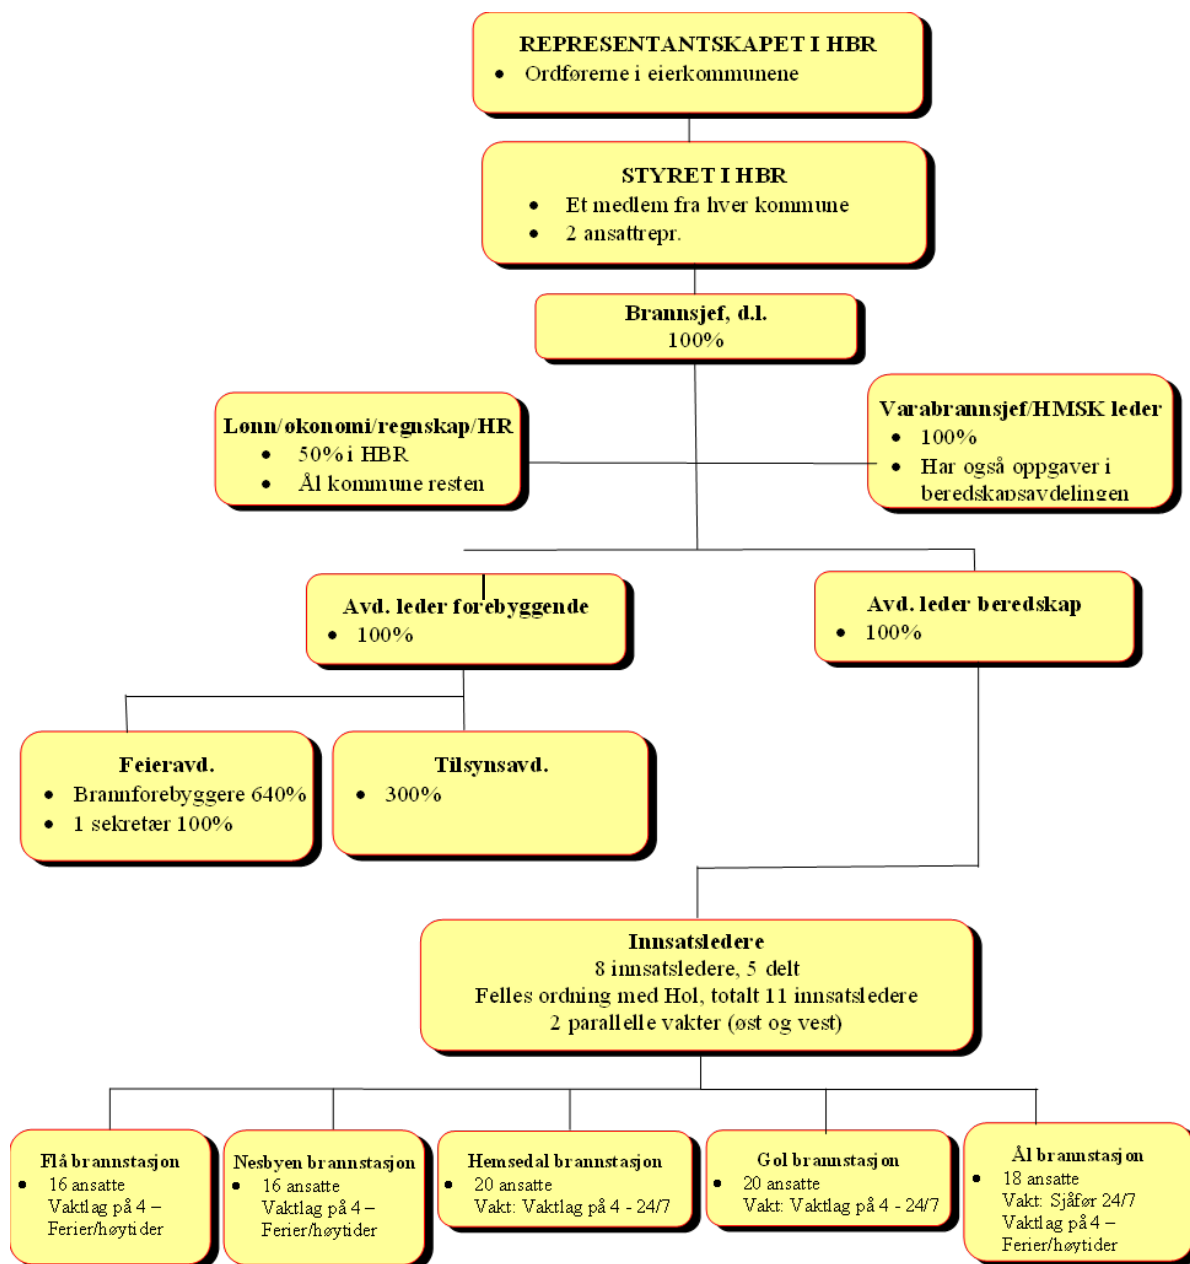 REPRESENTANTSKAPET I HBR
• Ordførerne i eierkommunene
STYRET I HBR
• Et medlem fra hver kommune
• 2 ansattrepr.
Brannsjef, d.l.
100%
Lønn/økonomi/regnskap/HR
• 50% i HBR
• Ål kommune resten
Varabrannsjef/HMSK leder
• 100%
• Har også oppgaver i
beredskapsavdelingen
Avd. leder forebyggende
• 100%
Avd. leder beredskap
• 100%
Feieravd.
• Brannforebyggere 640%
• 1 sekretær 100%
Tilsynsavd.
• 300%
Innsatsledere
8 innsatsledere, 5 delt
Felles ordning med Hol, totalt 11 innsatsledere
2 parallelle vakter (øst og vest)
Flå brannstasjon
• 16 ansatte
Vaktlag på 4 –
Ferier/høytider
Nesbyen brannstasjon
• 16 ansatte
Vaktlag på 4 –
Ferier/høytider
Hemsedal brannstasjon
• 20 ansatte
Vakt: Vaktlag på 4 - 24/7
Gol brannstasjon
• 20 ansatte
Vakt: Vaktlag på 4 - 24/7
Ål brannstasjon
• 18 ansatte
Vakt: Sjåfør 24/7
Vaktlag på 4 –
Ferier/høytider